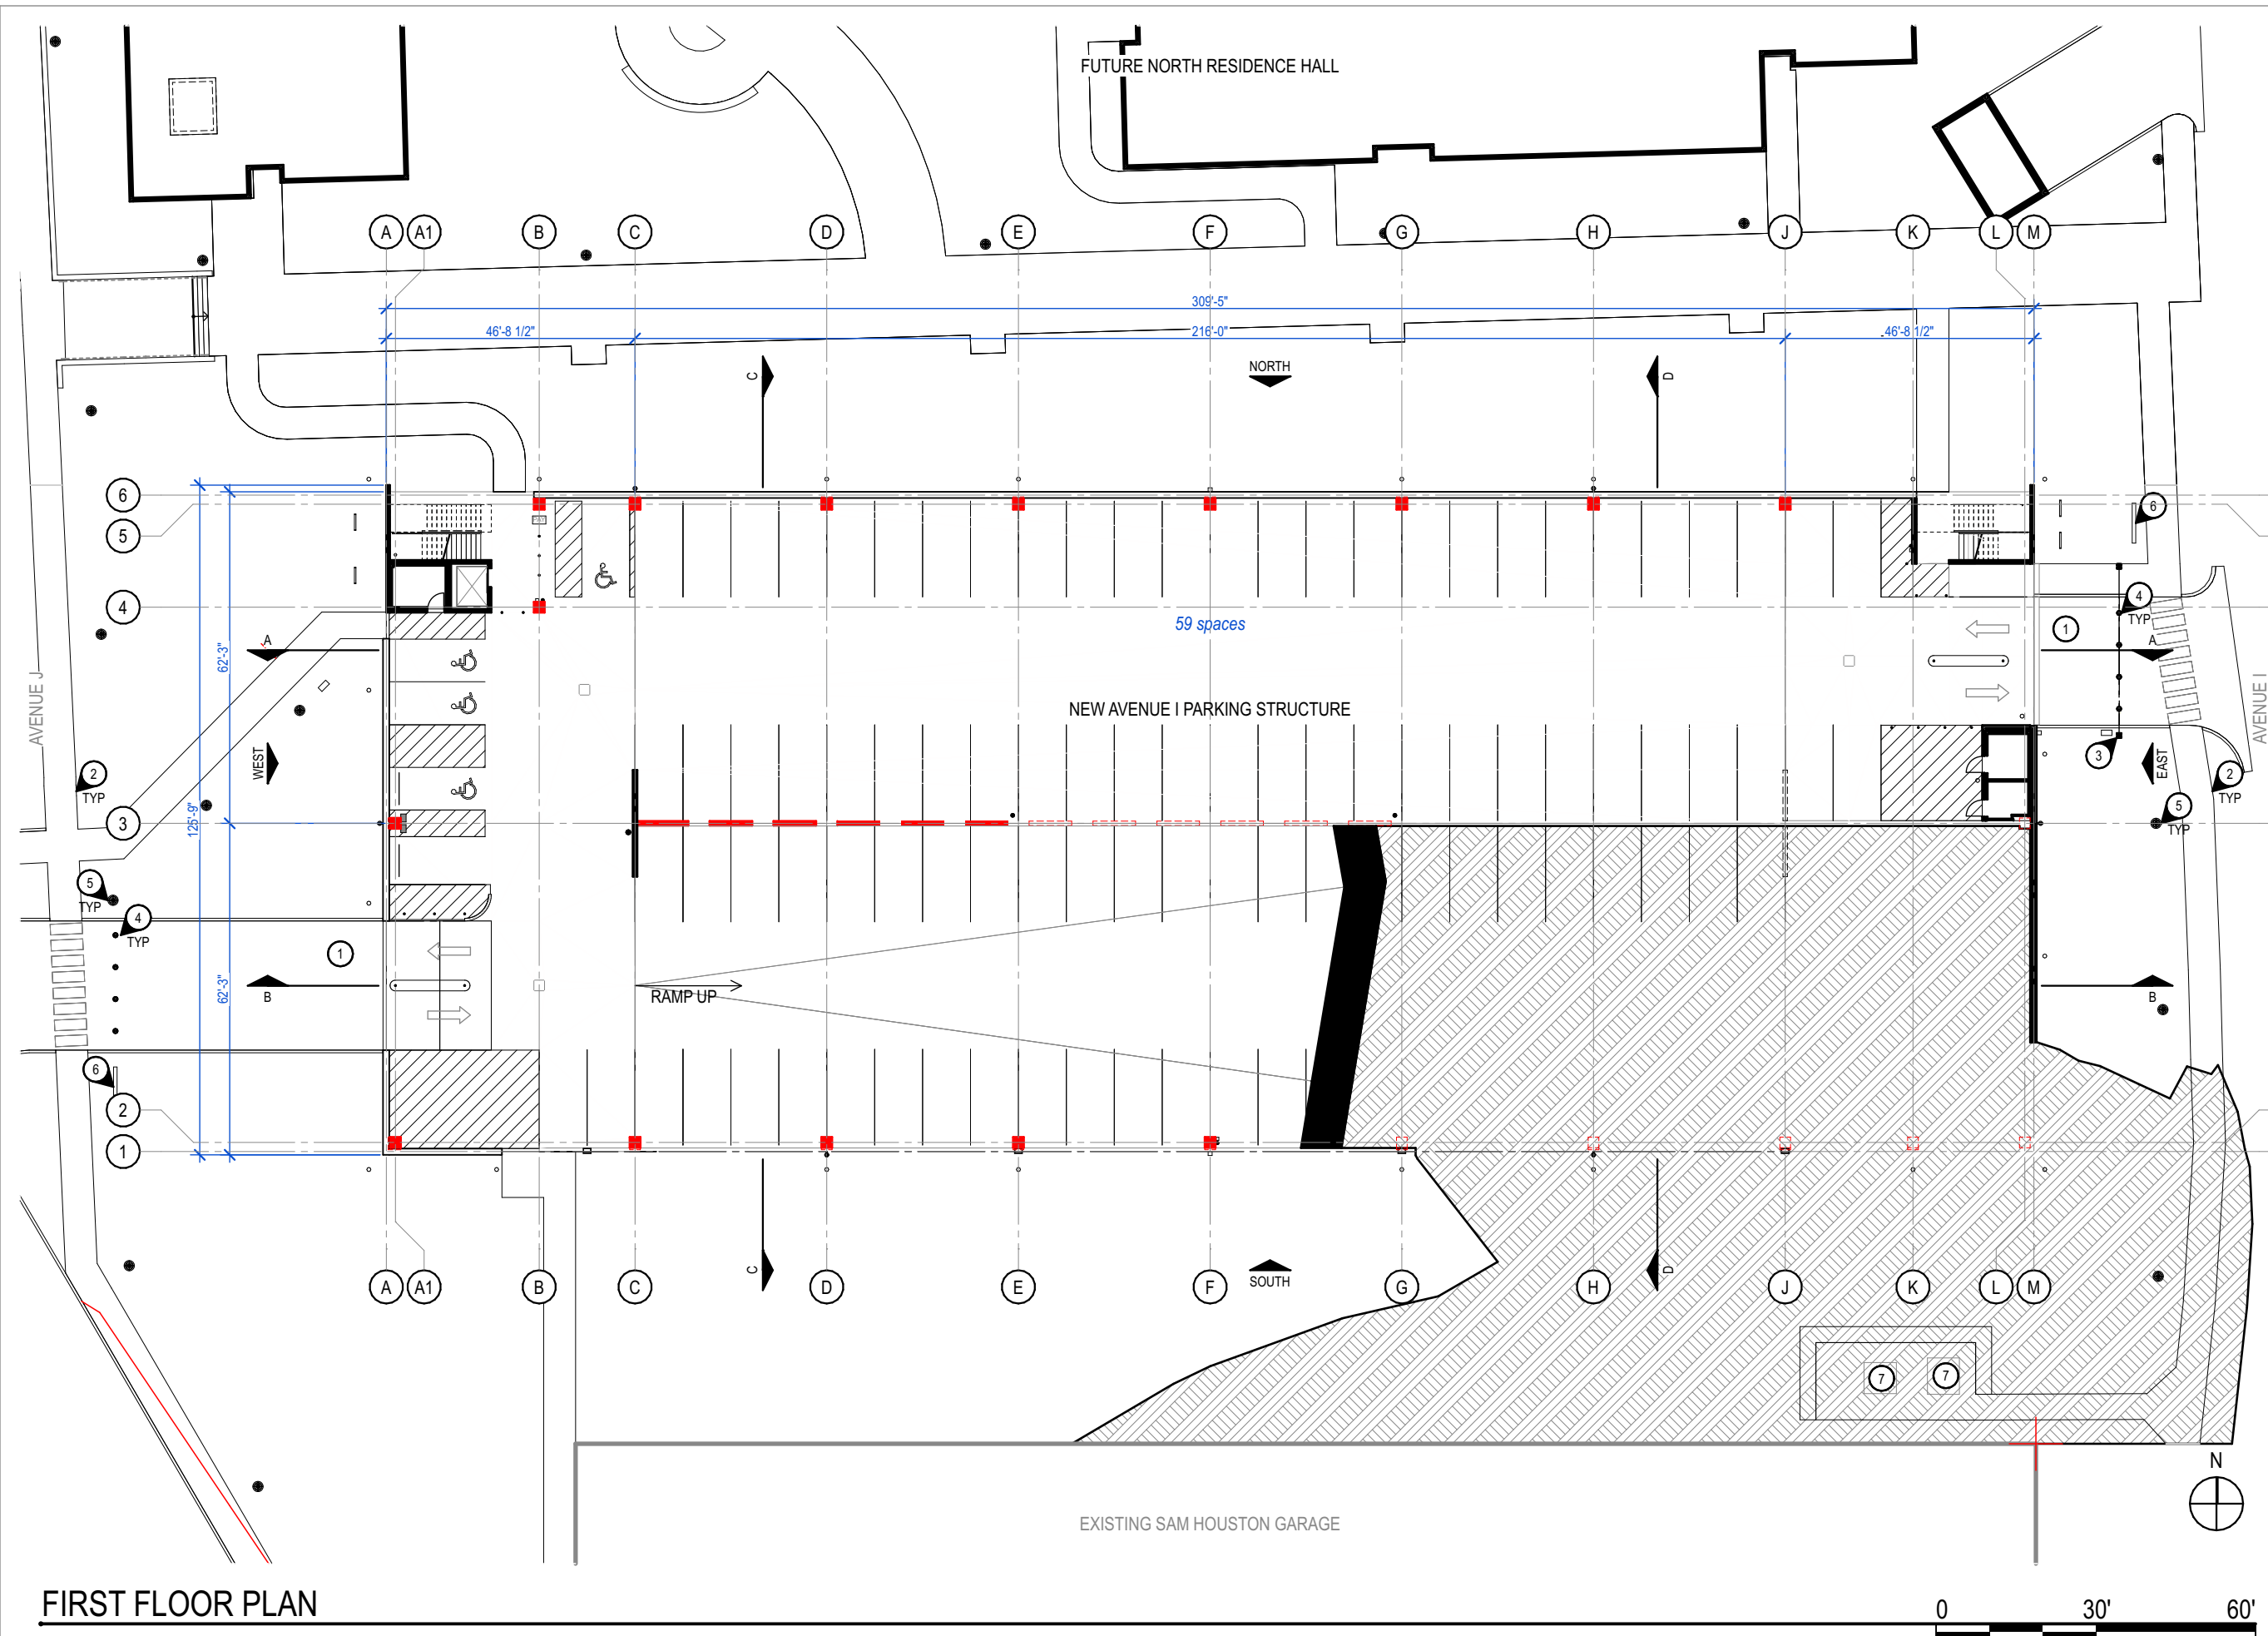 FUTURE NORTH RESIDENCE HALL
A A1 B C D E F G H J K L M
309'-5"
46'-8 1/2" 216'-0" 46'-8 1/2"
C NORTH D
6
5
4
3
2
1
6
PAY
59 spaces
4
TYP
1
A
A
62'-3"
AVENUE J
AVENUE I
NEW AVENUE I PARKING STRUCTURE
WEST
EAST
3
2
TYP
2
TYP
125'-9"
5
TYP
5
TYP
4
TYP
1
62'-3"
B
RAMP UP
B
6
C SOUTH D
A A1 B C D E F G H J K L M
7 7
N
EXISTING SAM HOUSTON GARAGE
FIRST FLOOR PLAN
0 30' 60'